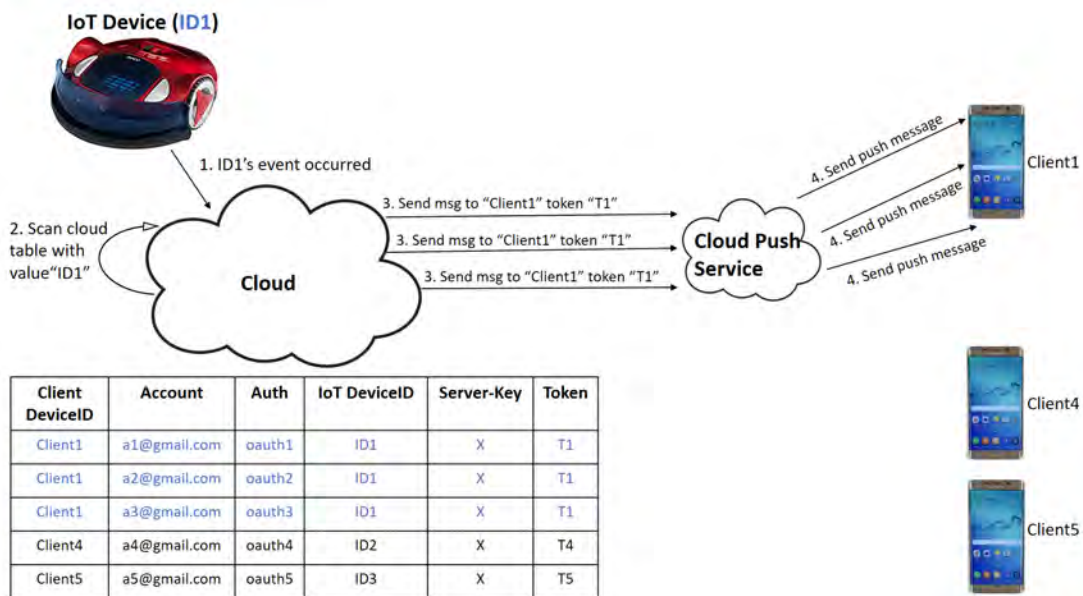 IoT Device (ID1)
1. ID1's event occurred
2. Scan cloud
table with
value"ID1"
Cloud
3. Send msg to "Client1" token "T1"
3. Send msg to "Client1" token "T1"
3. Send msg to "Client1" token "T1"
Cloud Push
Service
4. Send push message
4. Send push message
4. Send push message
Client1
Client4
Client5
Client DeviceID Account Auth IoT DeviceID Server-Key Token
Client1 a1@gmail.com oauth1 ID1 X T1
Client1 a2@gmail.com oauth2 ID1 X T1
Client1 a3@gmail.com oauth3 ID1 X T1
Client4 a4@gmail.com oauth4 ID2 X T4
Client5 a5@gmail.com oauth5 ID3 X T5